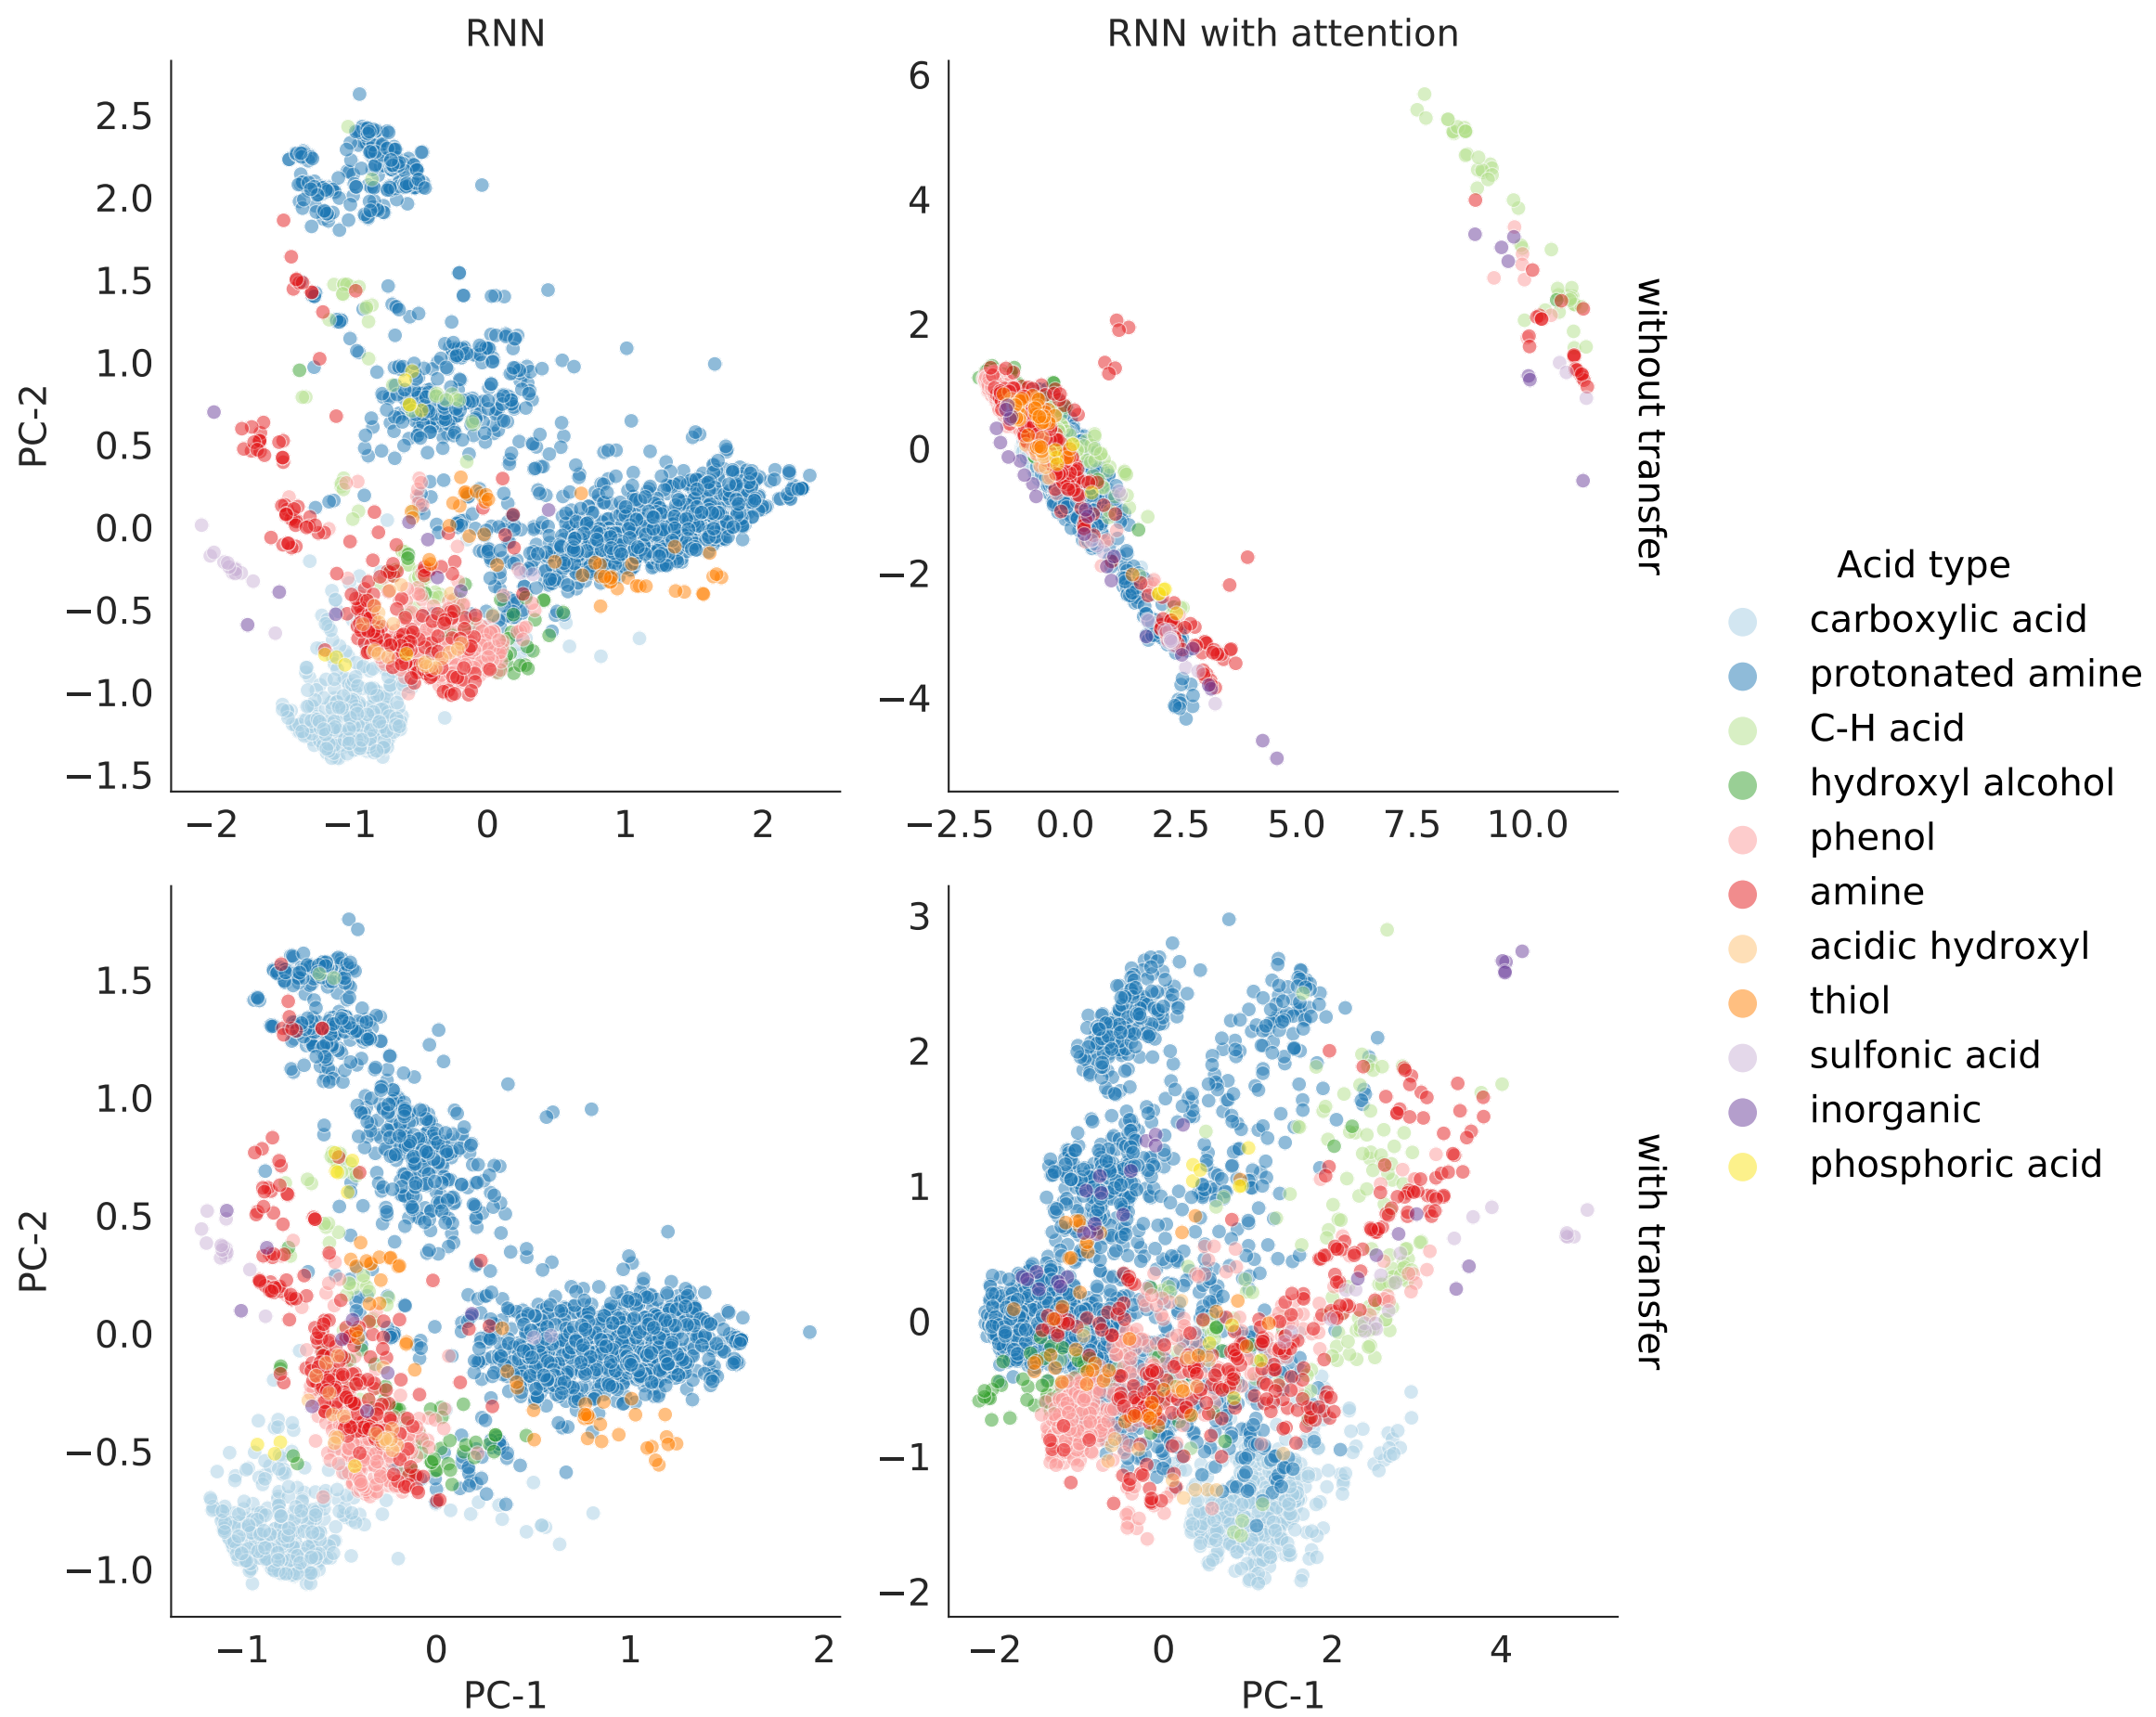 RNN
RNN with attention
2.5
2.0
1.5
1.0
0.5
0.0
−0.5
−1.0
−1.5
PC-2
−2
−1
0
1
2
6
4
2
0
−2
−4
−2.5
0.0
2.5
5.0
7.5
10.0
without transfer
1.5
1.0
0.5
0.0
−0.5
−1.0
PC-2
−1
0
1
2
PC-1
3
2
1
0
−1
−2
−2
0
2
4
PC-1
with transfer
Acid type
carboxylic acid
protonated amine
C-H acid
hydroxyl alcohol
phenol
amine
acidic hydroxyl
thiol
sulfonic acid
inorganic
phosphoric acid